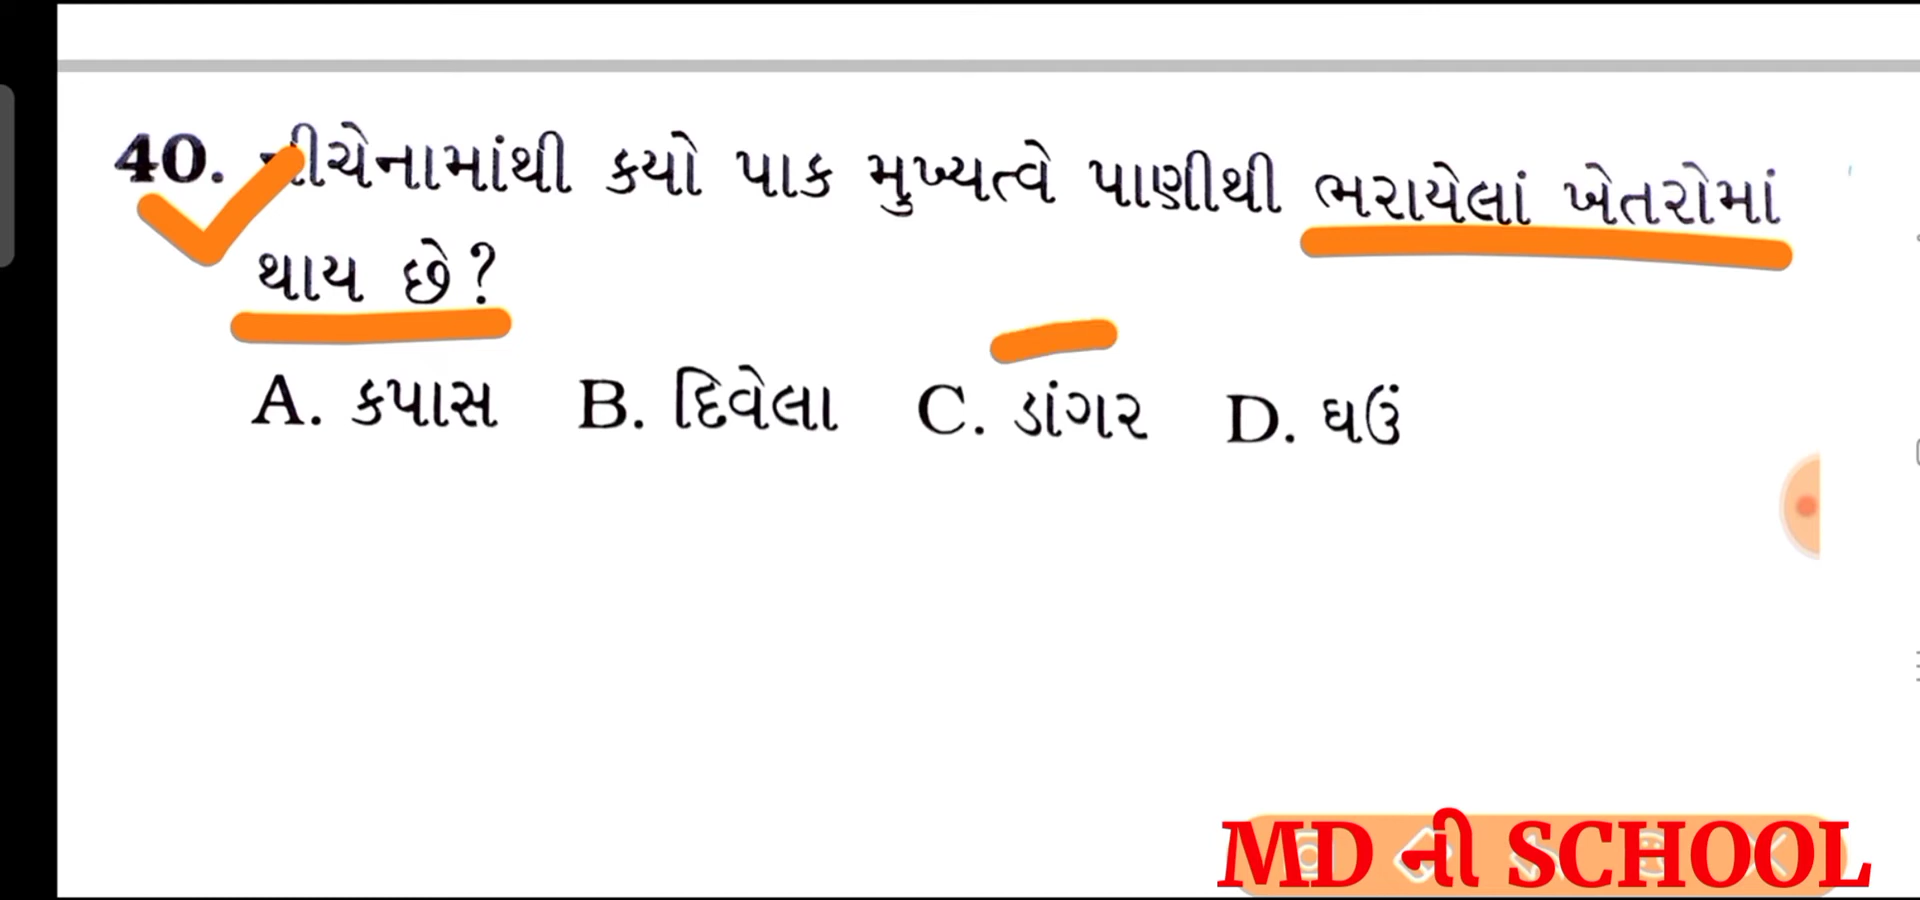 40. નીચેનામાંથી કયો પાક મુખ્યત્વે પાણીથી ભરાયેલાં ખેતરોમાં
થાય છે?
A. કપાસ B. દિવેલા C. ડાંગર D. ઘઉં
MD ની SCHOOL